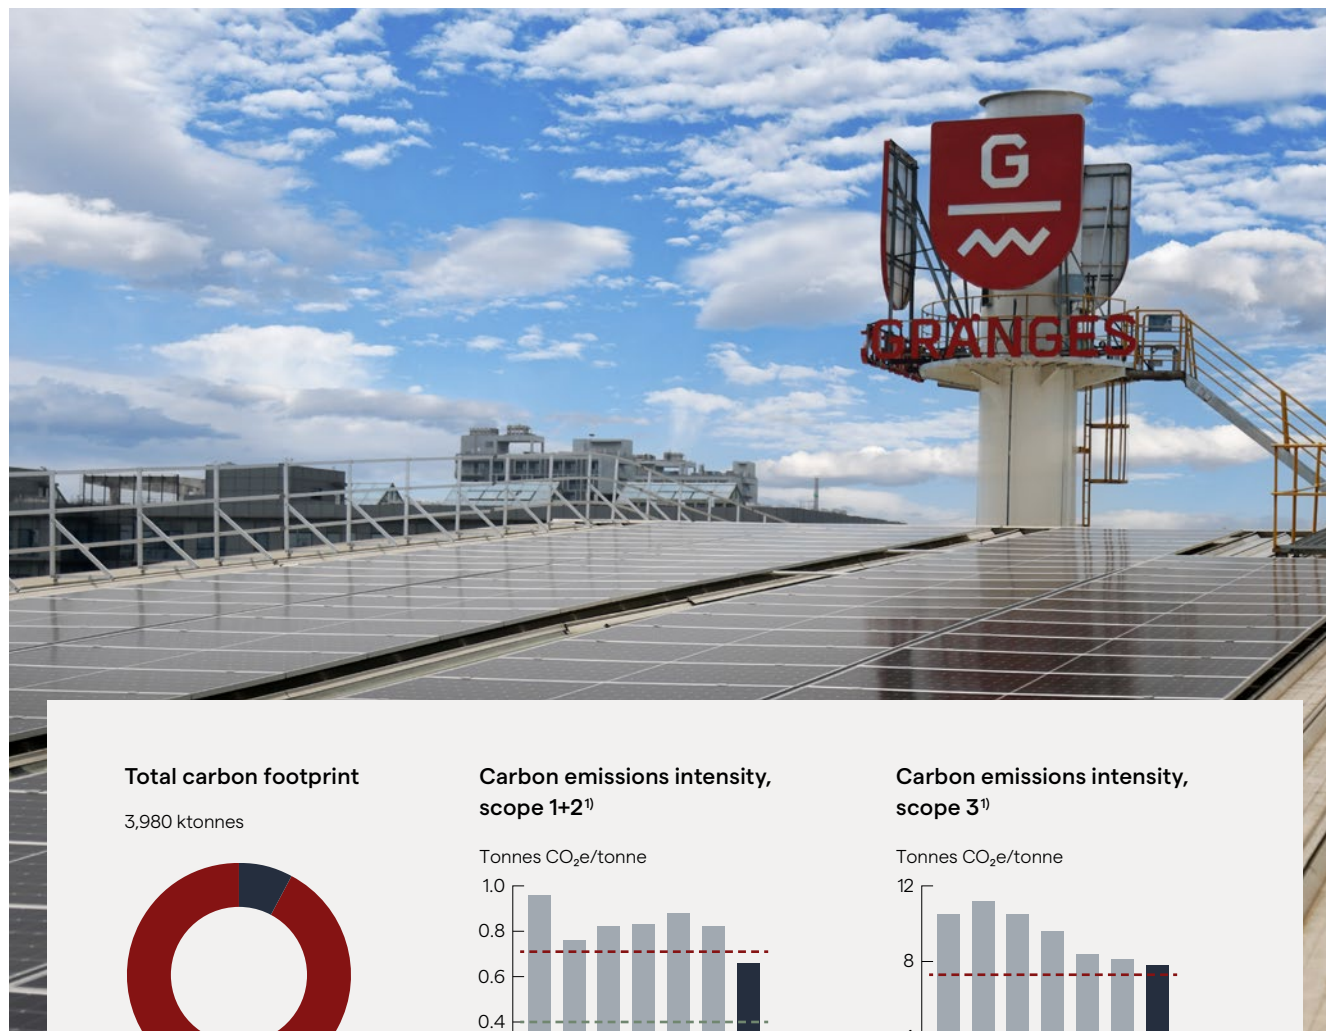 G
GRÄNGES
Total carbon footprint
3,980 ktonnes
Carbon emissions intensity,
scope 1+2¹⁾
Tonnes CO₂e/tonne
1.0
0.8
0.6
0.4
Carbon emissions intensity,
scope 3¹⁾
Tonnes CO₂e/tonne
12
8